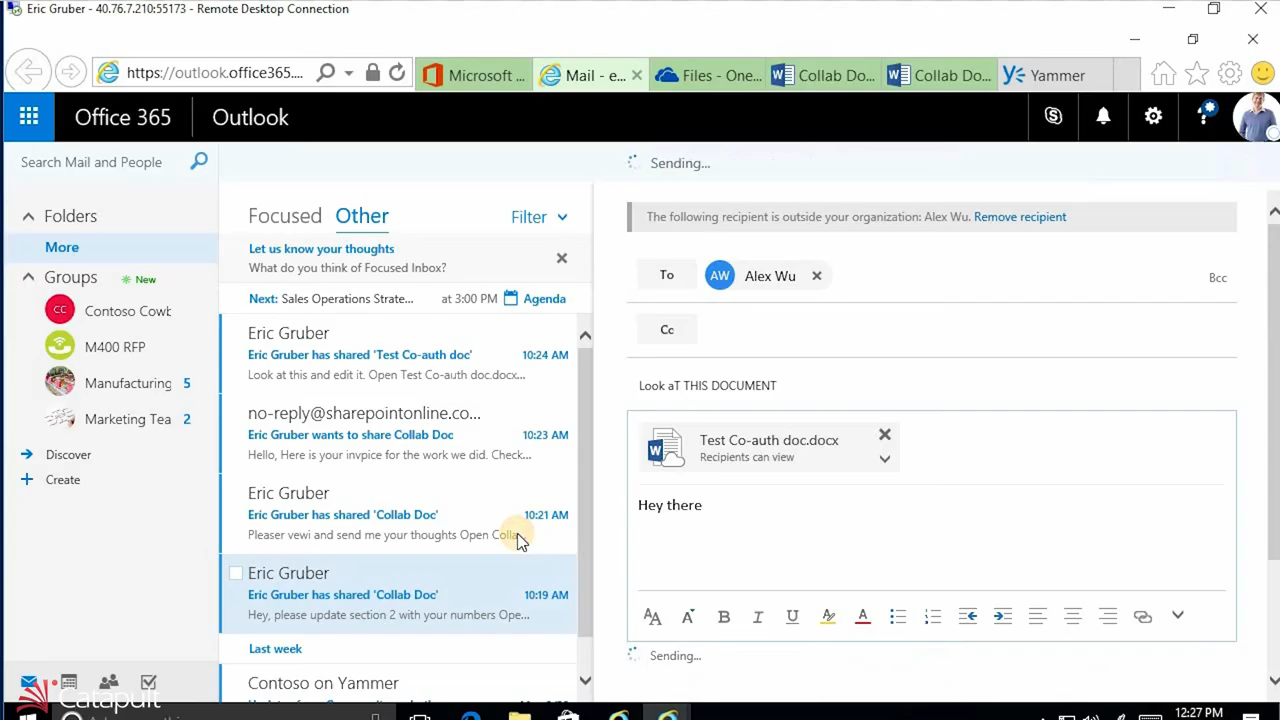 Eric Gruber - 40.76.7.210:55173 - Remote Desktop Connection
https://outlook.office365....
Microsoft ...
Mail - e...
Files - One...
Collab Do...
Collab Do...
Yammer
Office 365
Outlook
Search Mail and People
Folders
More
Groups
New
CC
Contoso Cowb
M400 RFP
Manufacturing
5
Marketing Tea
2
Discover
Create
Focused
Other
Filter
Let us know your thoughts
What do you think of Focused Inbox?
Next: Sales Operations Strate...
at 3:00 PM
Agenda
Eric Gruber
Eric Gruber has shared 'Test Co-auth doc'
10:24 AM
Look at this and edit it. Open Test Co-auth doc.docx...
no-reply@sharepointonline.co...
Eric Gruber wants to share Collab Doc
10:23 AM
Hello, Here is your invpice for the work we did. Check...
Eric Gruber
Eric Gruber has shared 'Collab Doc'
10:21 AM
Pleaser vewi and send me your thoughts Open
Eric Gruber
Eric Gruber has shared 'Collab Doc'
10:19 AM
Hey, please update section 2 with your numbers Ope...
Last week
Contoso on Yammer
Sending...
The following recipient is outside your organization: Alex Wu. Remove recipient
To
AW
Alex Wu
Bcc
Cc
Look aT THIS DOCUMENT
Test Co-auth doc.docx
Recipients can view
Hey there
Sending...
Catapult
12:27 PM